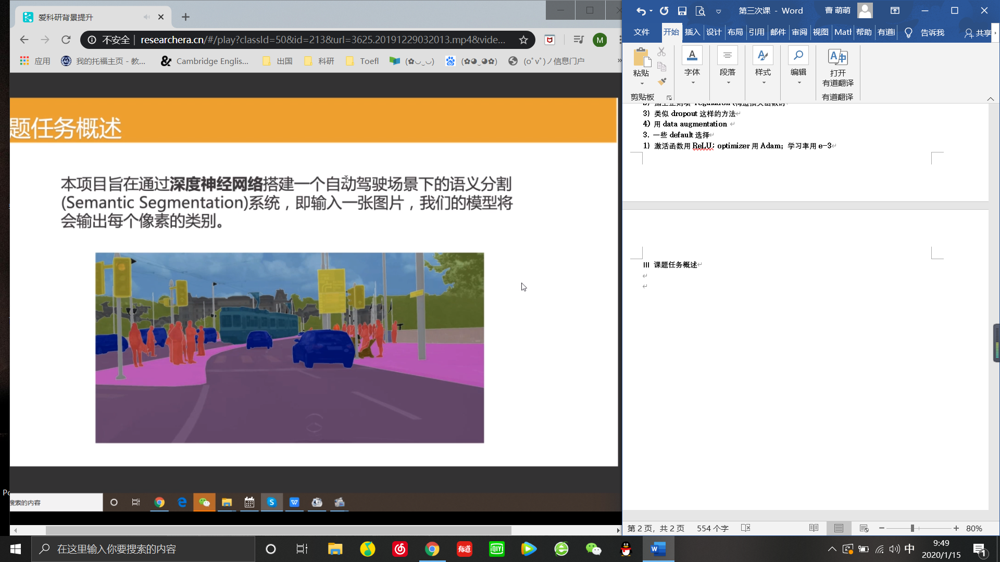 爱科研背景提升
不安全 | researchera.cn/#/play?classId=50&id=213&url=3625.20191229032013.mp4&vide...
M
应用
我的托福主页 - 教...
Cambridge Englis...
出国
科研
Toefl
(✿◡‿◡)
(✿◕‿◕✿)
(oﾟvﾟ)ノ信息门户
»
题任务概述
本项目旨在通过深度神经网络搭建一个自动驾驶场景下的语义分割
(Semantic Segmentation)系统，即输入一张图片，我们的模型将
会输出每个像素的类别。
搜索的内容
第三次课 - Word
曹 萌萌
文件 开始 插入 设计 布局 引用 邮件 审阅 视图 帮助 告诉我 共享
粘贴
字体
段落
样式
编辑
打开
有道翻译
剪贴板
有道翻译
3) 类似 dropout 这样的方法
4) 用 data augmentation
3. 一些 default 选择
1) 激活函数用 ReLU; optimizer 用 Adam; 学习率用 e-3
III 课题任务概述
第 2 页，共 2 页 554 个字
80%
在这里输入你要搜索的内容
有道
iQIYI
中
9:49
2020/1/15
1